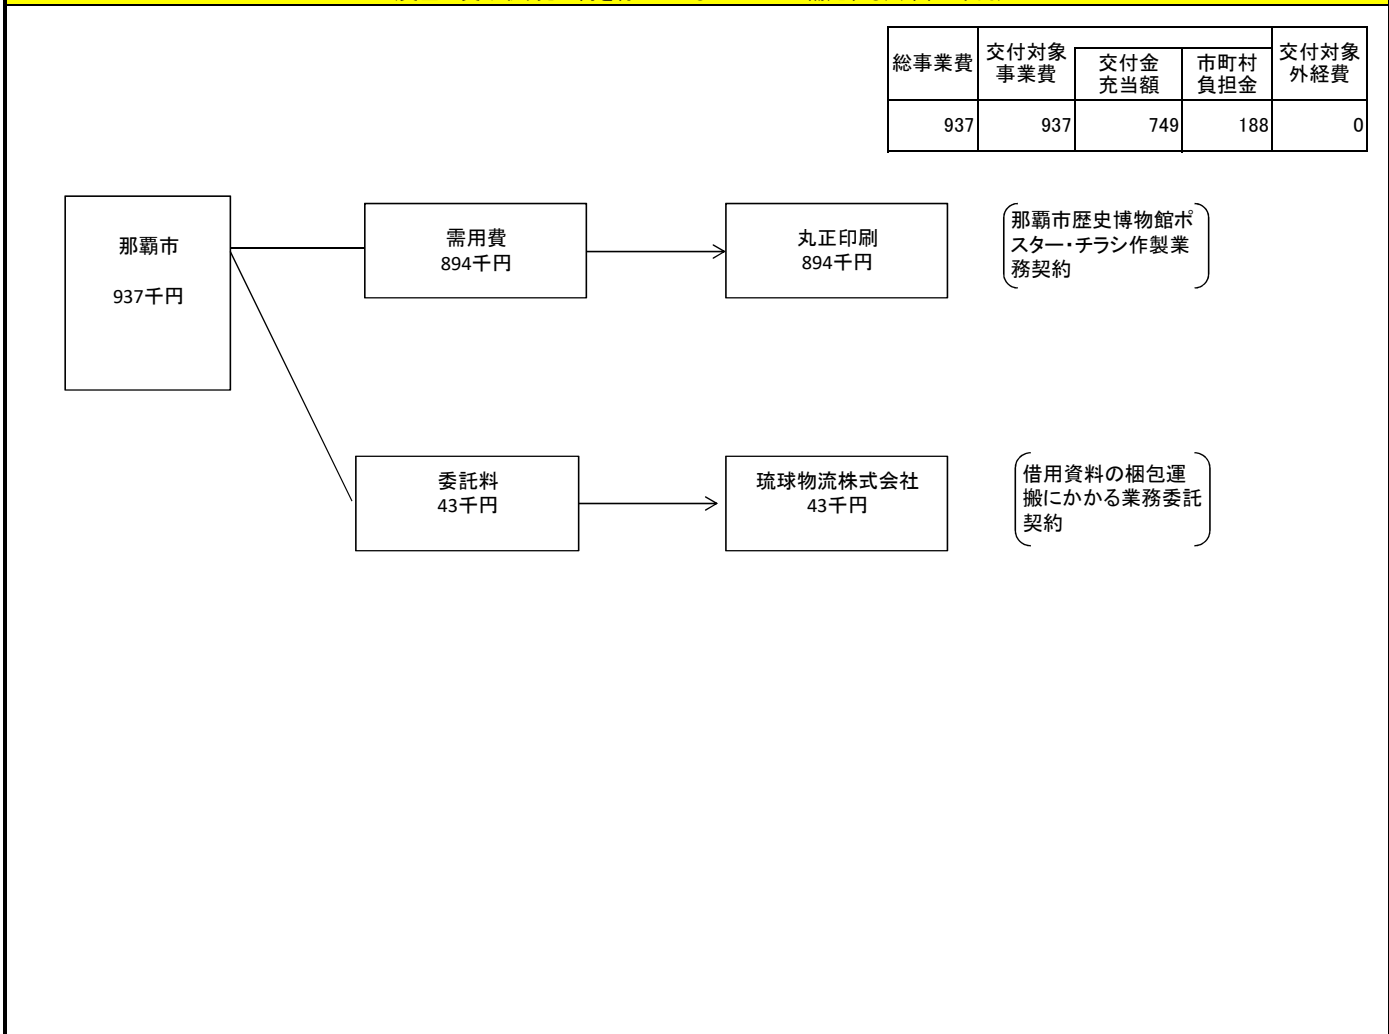 総事業費
交付対象
事業費
交付金
充当額
市町村
負担金
交付対象
外経費
937
937
749
188
0
那覇市
937千円
需用費
894千円
丸正印刷
894千円
那覇市歴史博物館ポ
スター・チラシ作製業
務契約
委託料
43千円
琉球物流株式会社
43千円
借用資料の梱包運
搬にかかる業務委託
契約